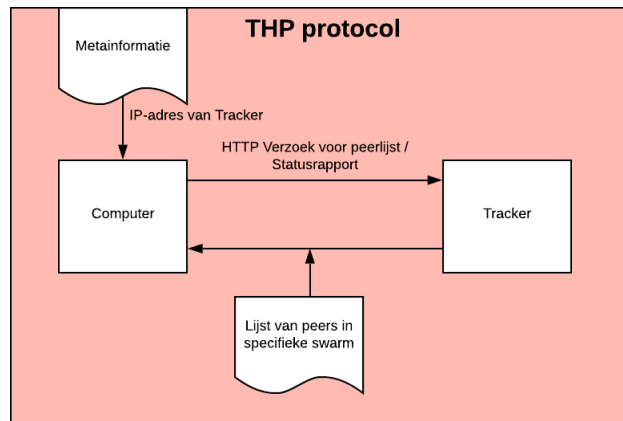 THP protocol
Metainformatie
IP-adres van Tracker
HTTP Verzoek voor peerlijst /
Statusrapport
Computer
Tracker
Lijst van peers in
specifieke swarm